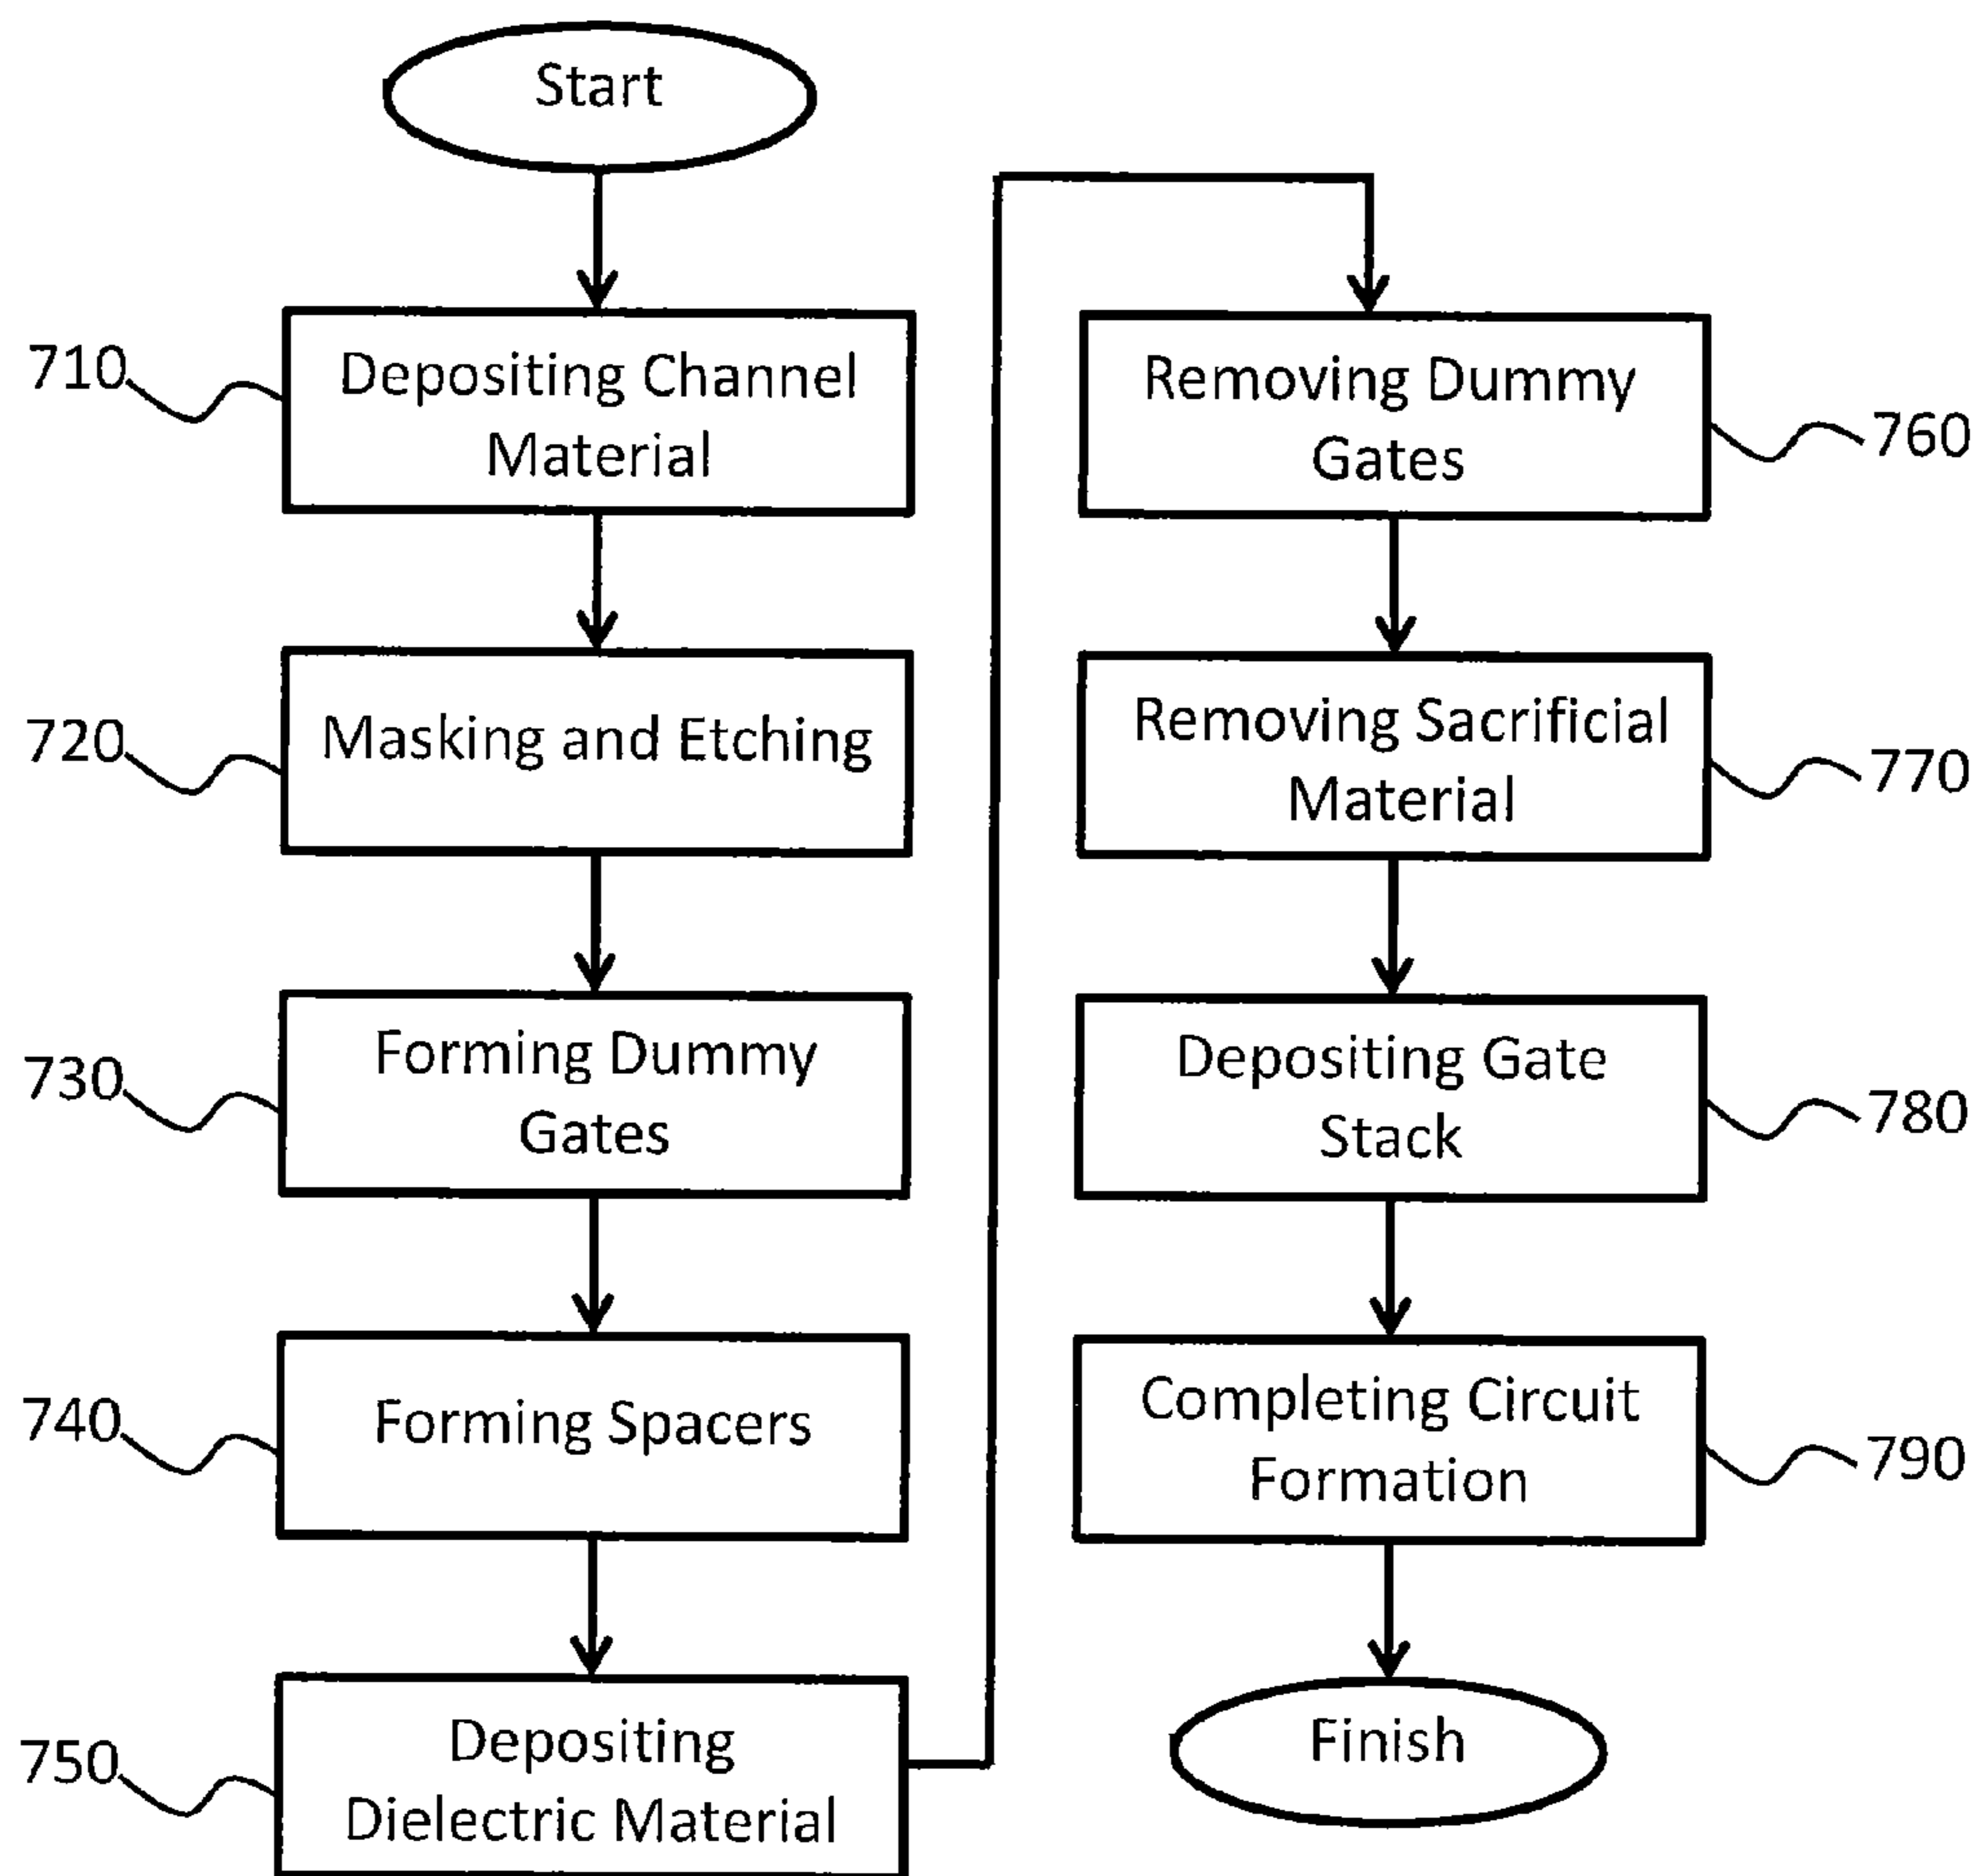 Start
710
Depositing Channel
Material
720
Masking and Etching
730
Forming Dummy
Gates
740
Forming Spacers
750
Depositing
Dielectric Material
Removing Dummy
Gates
760
Removing Sacrificial
Material
770
Depositing Gate
Stack
780
Completing Circuit
Formation
790
Finish